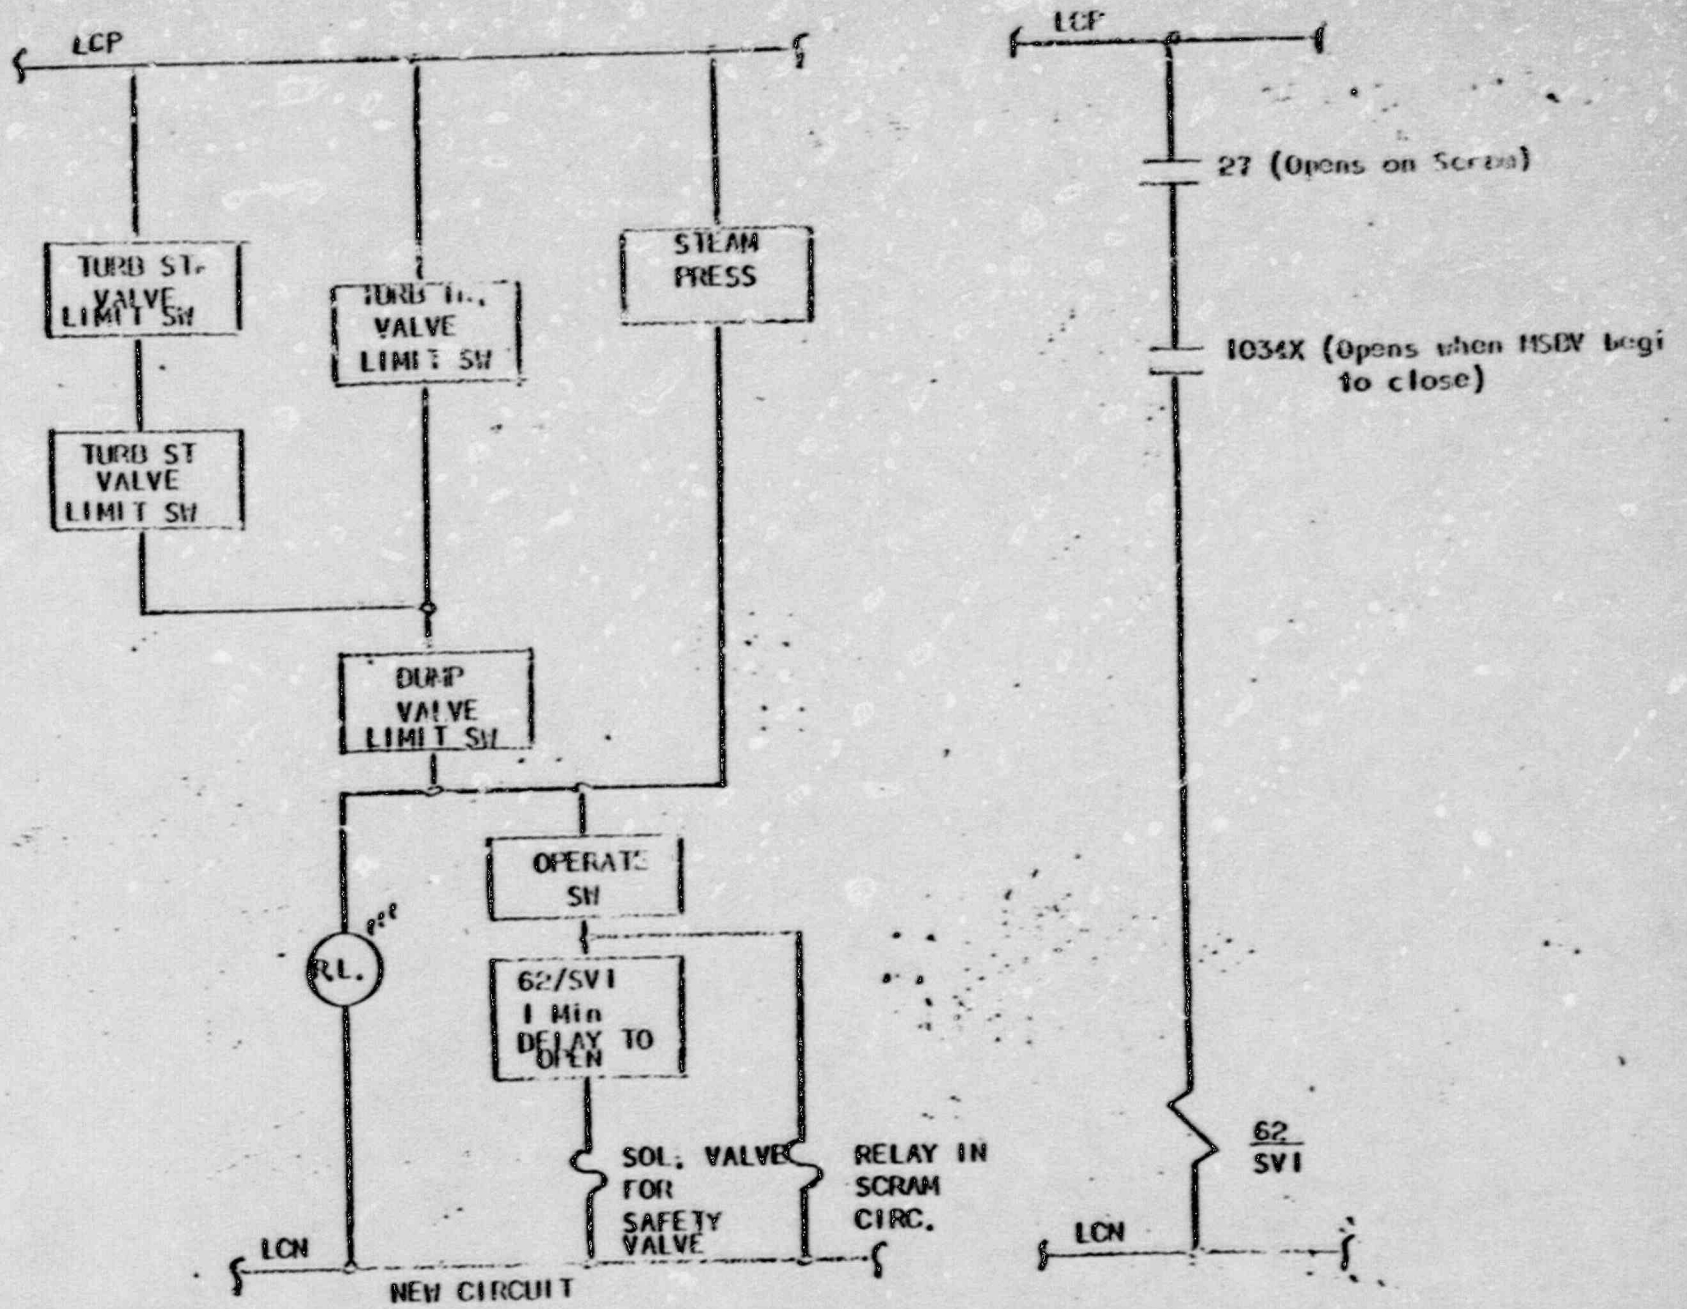 LCP
TURB ST.
VALVE
LIMIT SW
TURB
VALVE
LIMIT SW
STEAM
PRESS
TURB ST
VALVE
LIMIT SW
DUMP
VALVE
LIMIT SW
OPERATE
SW
R.L.
62/SV1
1 Min
DELAY TO
OPEN
SOL. VALVE
FOR
SAFETY
VALVE
RELAY IN
SCRAM
CIRC.
LCN
NEW CIRCUIT
LCP
27 (Opens on Scram)
1034X (Opens when MSDV begi
to close)
62
SV1
LCN